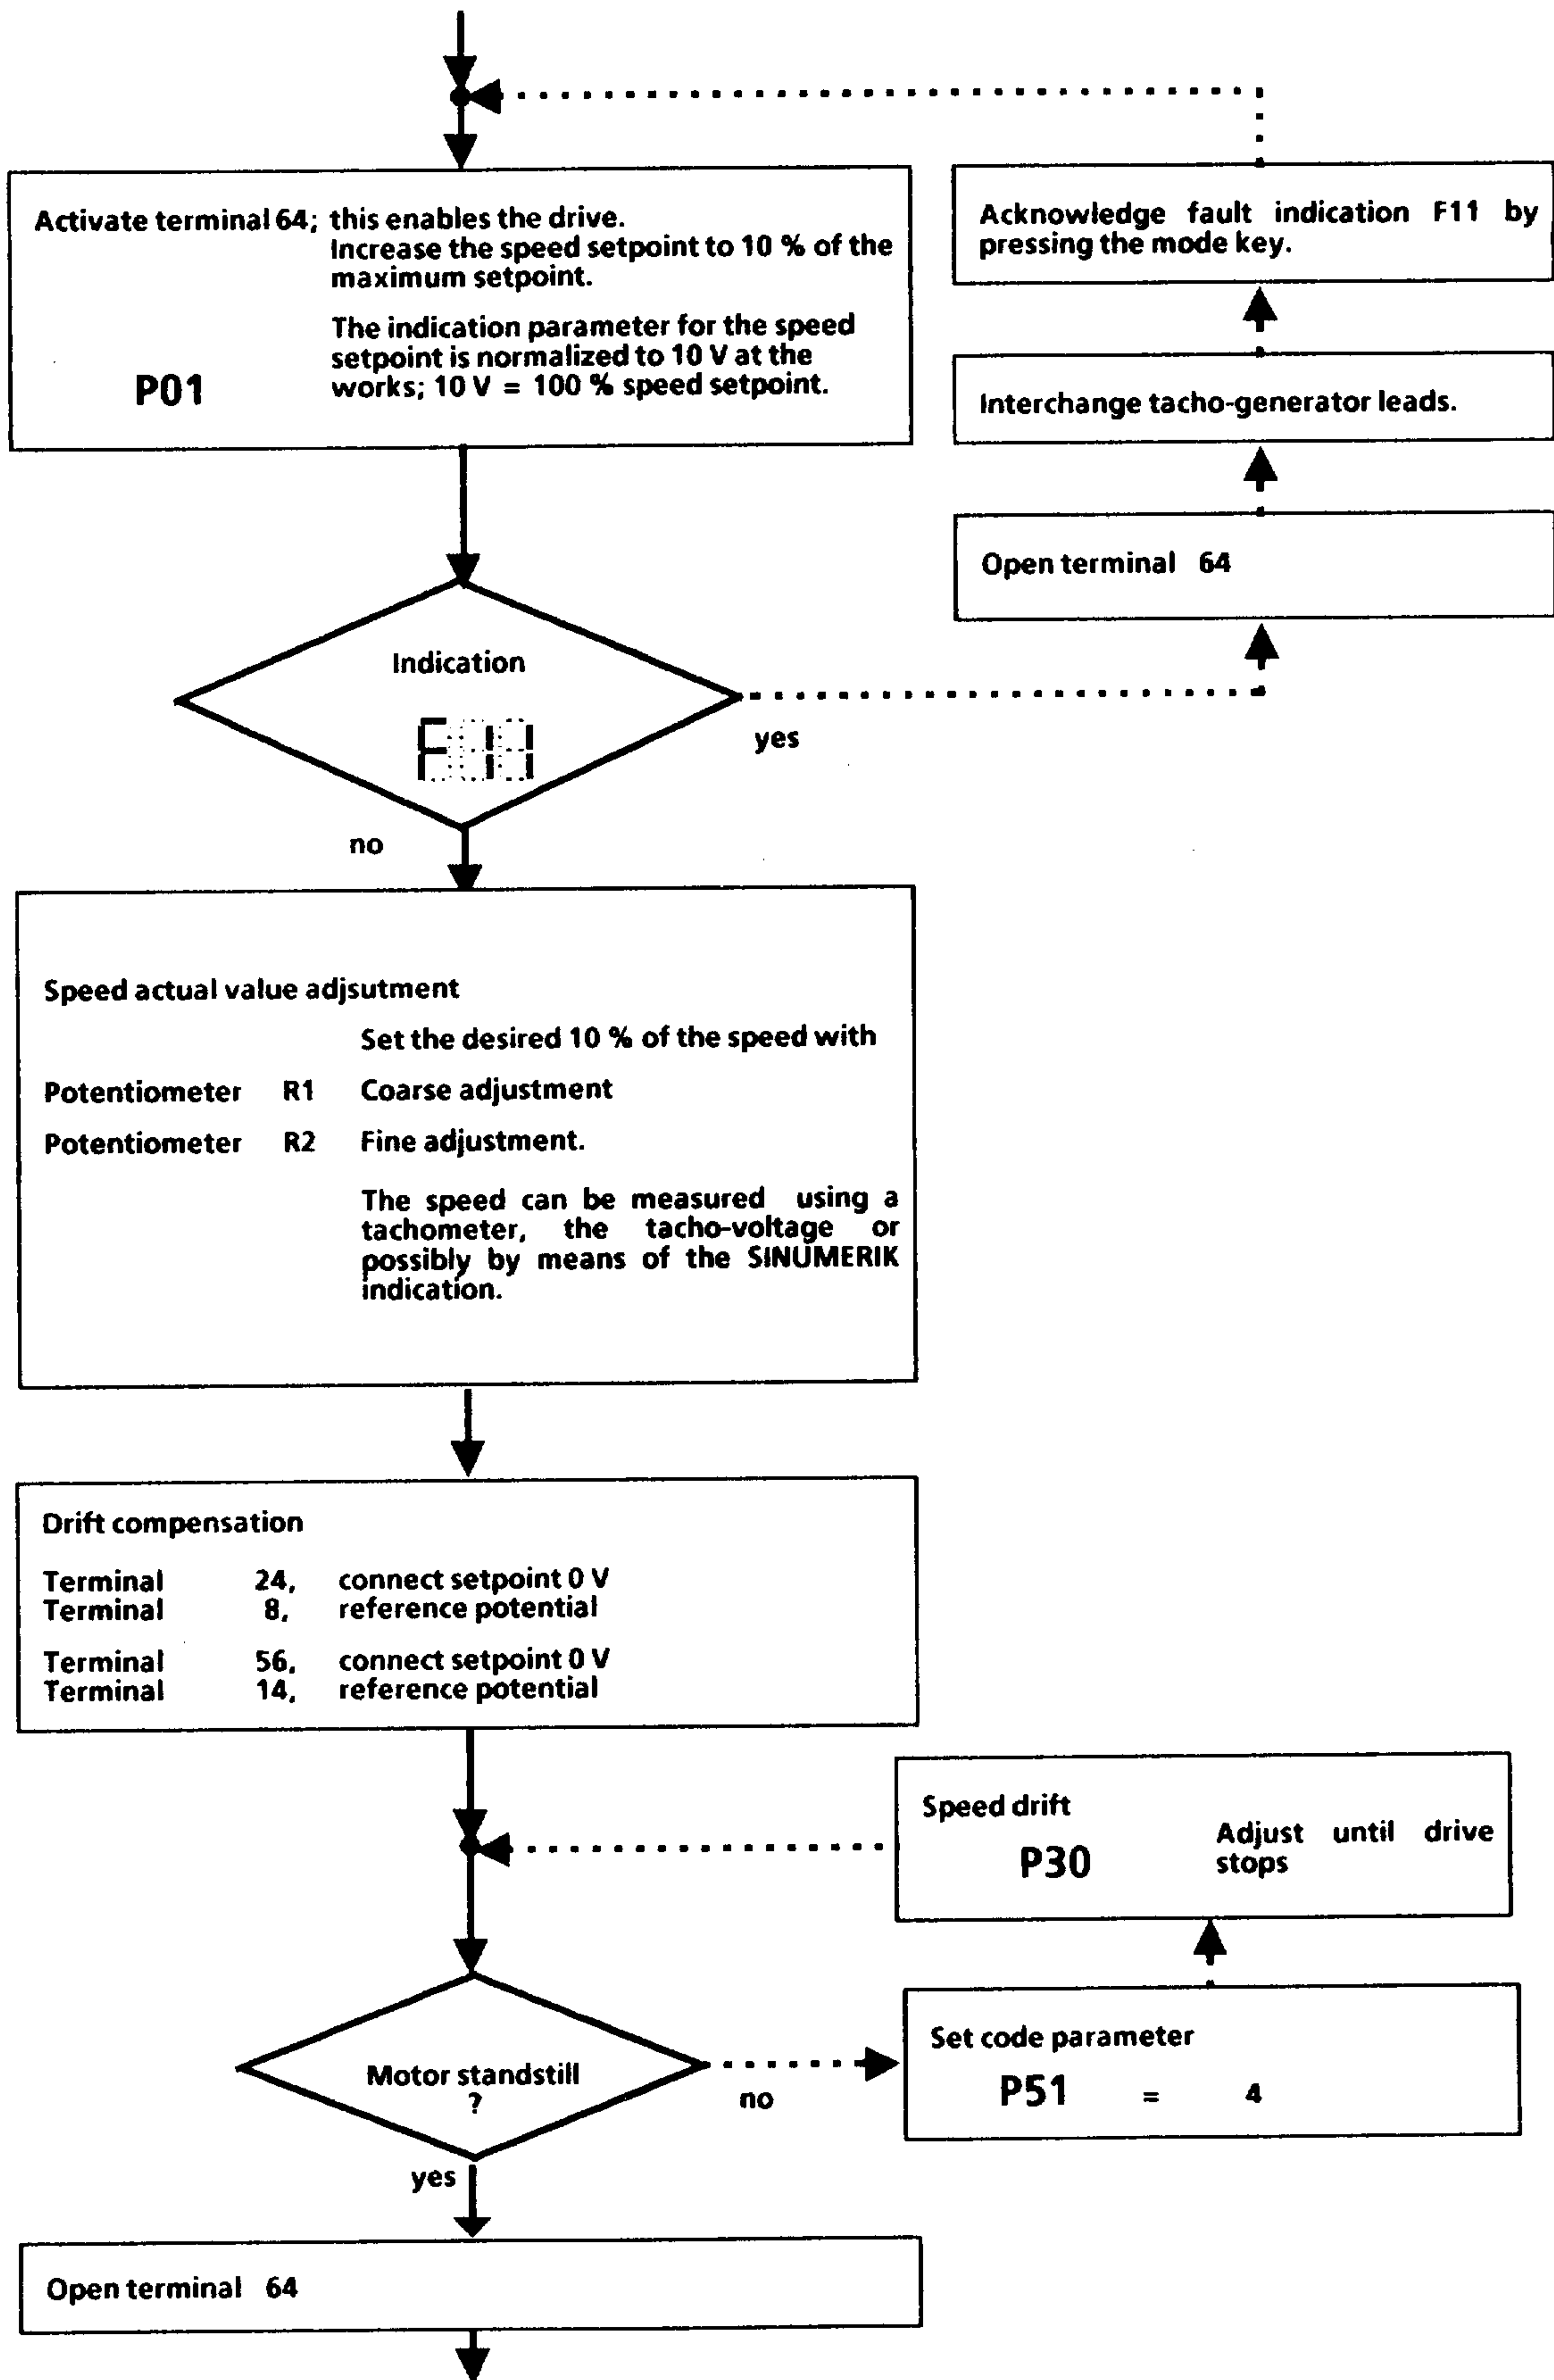 Activate terminal 64; this enables the drive.
Increase the speed setpoint to 10 % of the
maximum setpoint.
The indication parameter for the speed
setpoint is normalized to 10 V at the
P01 works; 10 V = 100 % speed setpoint.
Acknowledge fault indication F11 by
pressing the mode key.
Interchange tacho-generator leads.
Open terminal 64
Indication
F11
yes
no
Speed actual value adjsutment
Set the desired 10 % of the speed with
Potentiometer R1 Coarse adjustment
Potentiometer R2 Fine adjustment.
The speed can be measured using a
tachometer, the tacho-voltage or
possibly by means of the SINUMERIK
indication.
Drift compensation
Terminal 24, connect setpoint 0 V
Terminal 8, reference potential
Terminal 56, connect setpoint 0 V
Terminal 14, reference potential
Speed drift
P30 Adjust until drive
stops
Set code parameter
P51 = 4
Motor standstill
?
no
yes
Open terminal 64